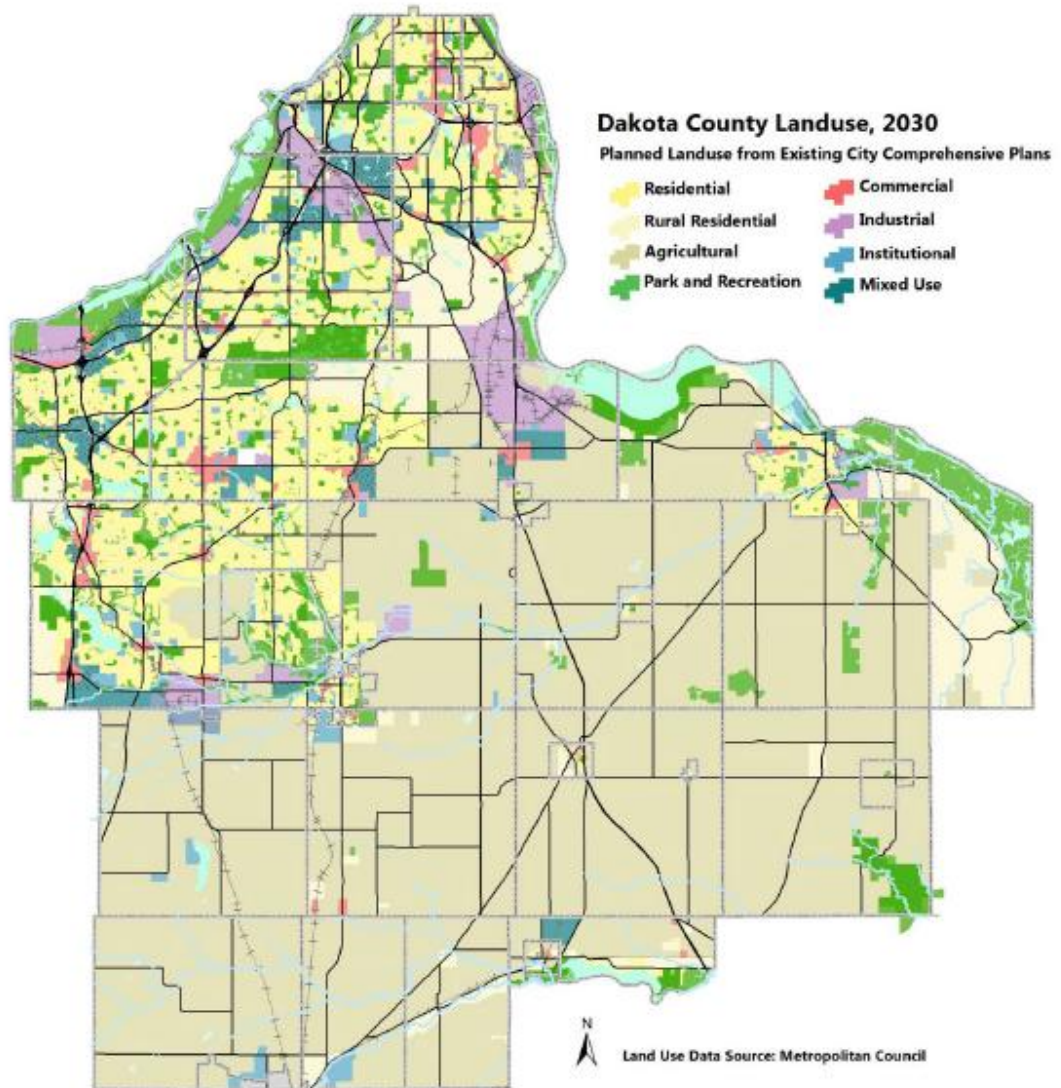 Dakota County Landuse, 2030
Planned Landuse from Existing City Comprehensive Plans
Residential
Rural Residential
Agricultural
Park and Recreation
Commercial
Industrial
Institutional
Mixed Use
N
Land Use Data Source: Metropolitan Council